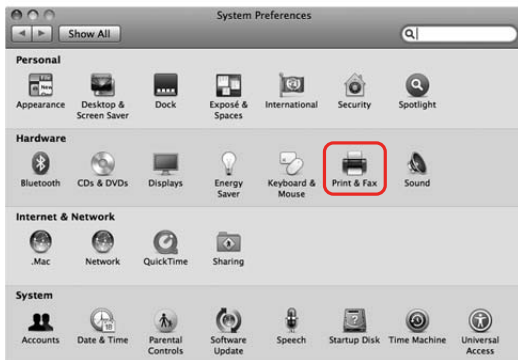 System Preferences
Show All
Personal
Appearance Desktop & Screen Saver Dock Exposé & Spaces International Security Spotlight
Hardware
Bluetooth CDs & DVDs Displays Energy Saver Keyboard & Mouse Print & Fax Sound
Internet & Network
.Mac Network QuickTime Sharing
System
Accounts Date & Time Parental Controls Software Update Speech Startup Disk Time Machine Universal Access